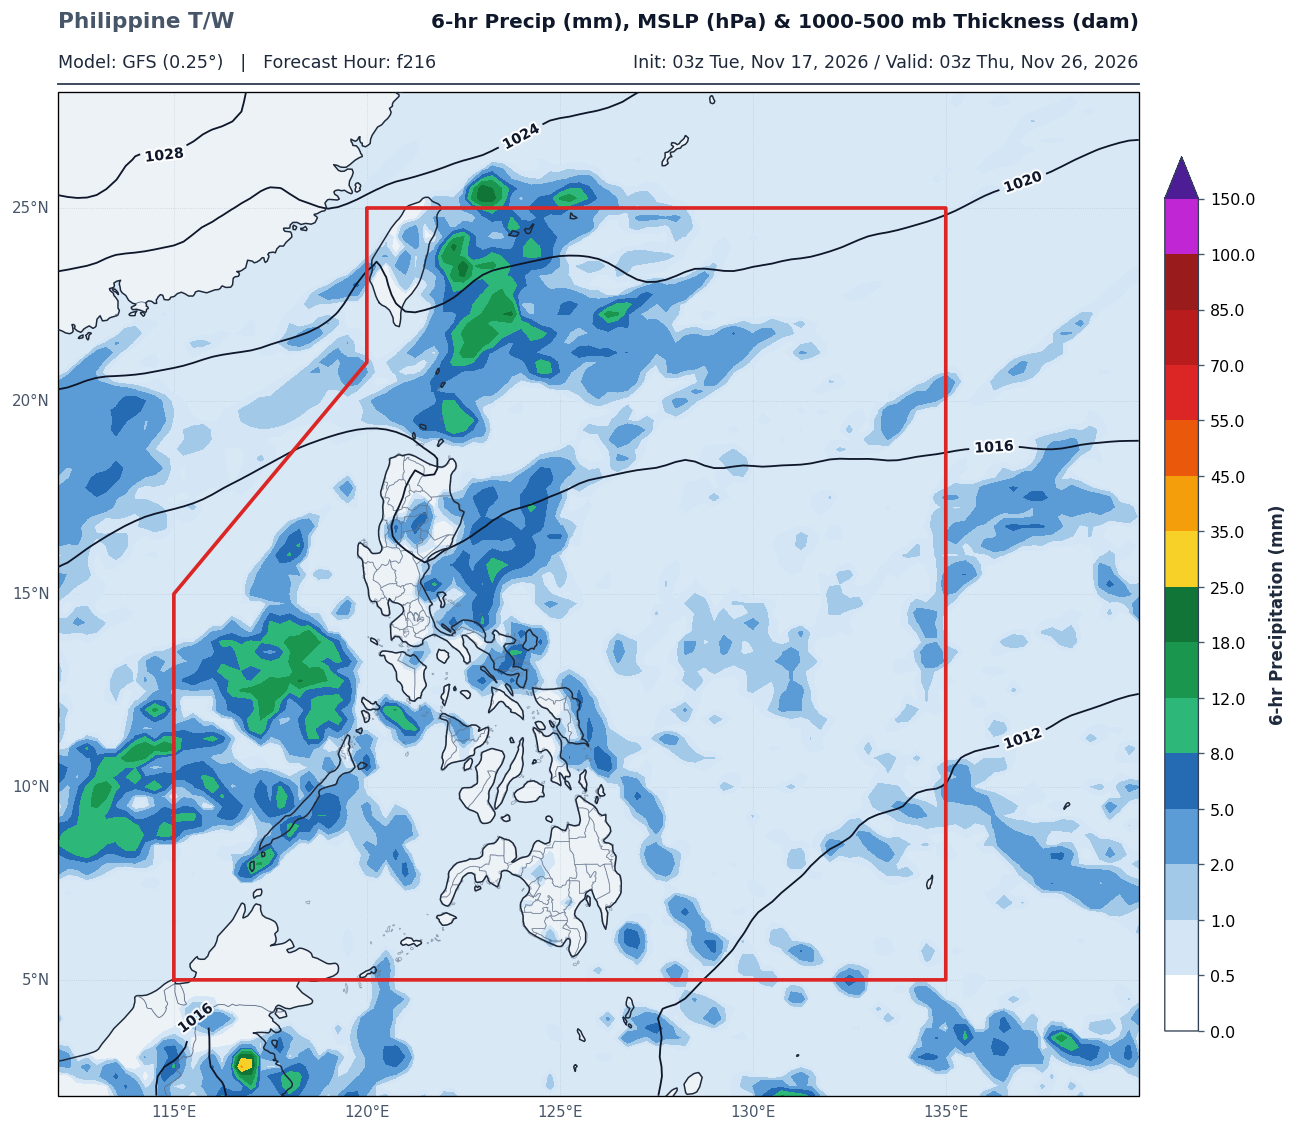 Philippine T/W
6-hr Precip (mm), MSLP (hPa) & 1000-500 mb Thickness (dam)
Model: GFS (0.25°) | Forecast Hour: f216
Init: 03z Tue, Nov 17, 2026 / Valid: 03z Thu, Nov 26, 2026
1028
1024
1020
1016
1012
1016
25°N
20°N
15°N
10°N
5°N
115°E
120°E
125°E
130°E
135°E
150.0
100.0
85.0
70.0
55.0
45.0
35.0
25.0
18.0
12.0
8.0
5.0
2.0
1.0
0.5
0.0
6-hr Precipitation (mm)